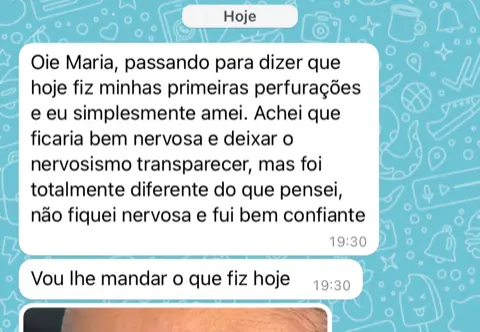 Hoje
Oie Maria, passando para dizer que
hoje fiz minhas primeiras perfurações
e eu simplesmente amei. Achei que
ficaria bem nervosa e deixar o
nervosismo transparecer, mas foi
totalmente diferente do que pensei,
não fiquei nervosa e fui bem confiante
19:30
Vou lhe mandar o que fiz hoje
19:30